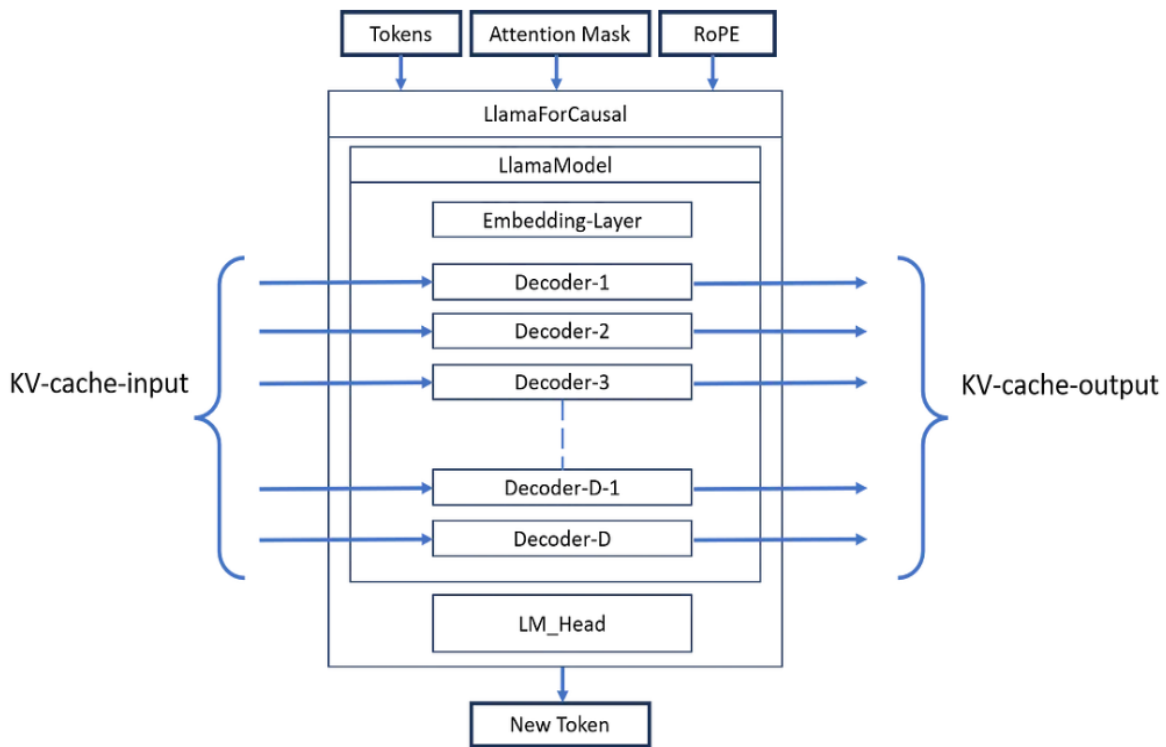 Tokens
Attention Mask
RoPE
LlamaForCausal
LlamaModel
Embedding-Layer
Decoder-1
Decoder-2
Decoder-3
KV-cache-input
KV-cache-output
Decoder-D-1
Decoder-D
LM_Head
New Token